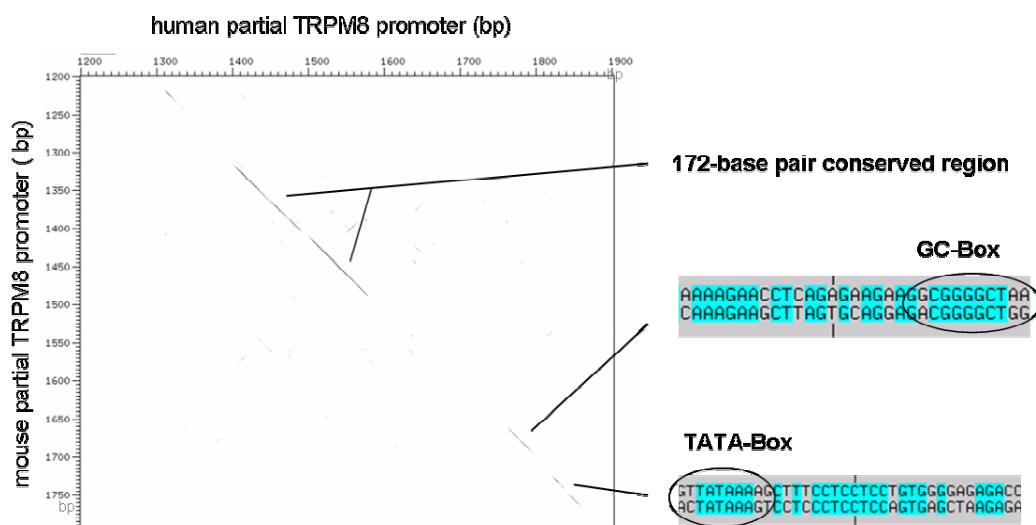 human partial TRPM8 promoter (bp)
1200 1300 1400 1500 1600 1700 1800 1900
bp
mouse partial TRPM8 promoter ( bp)
1200
1250
1300
1350
1400
1450
1500
1550
1600
1650
1700
1750
bp
172-base pair conserved region
GC-Box
AAAAGAACCTCAGAGAAGAAGGCGGGGCTAA
CAAAGAAGCTTAGTGCAGGAGACGGGGCTGG
TATA-Box
GTTATAAAAGCTTTCCTCCTCCTGTGGGGAGAGACC
ACTATAAAGTCCTCCCTCCTCCAGTGAGCTAAGAGA